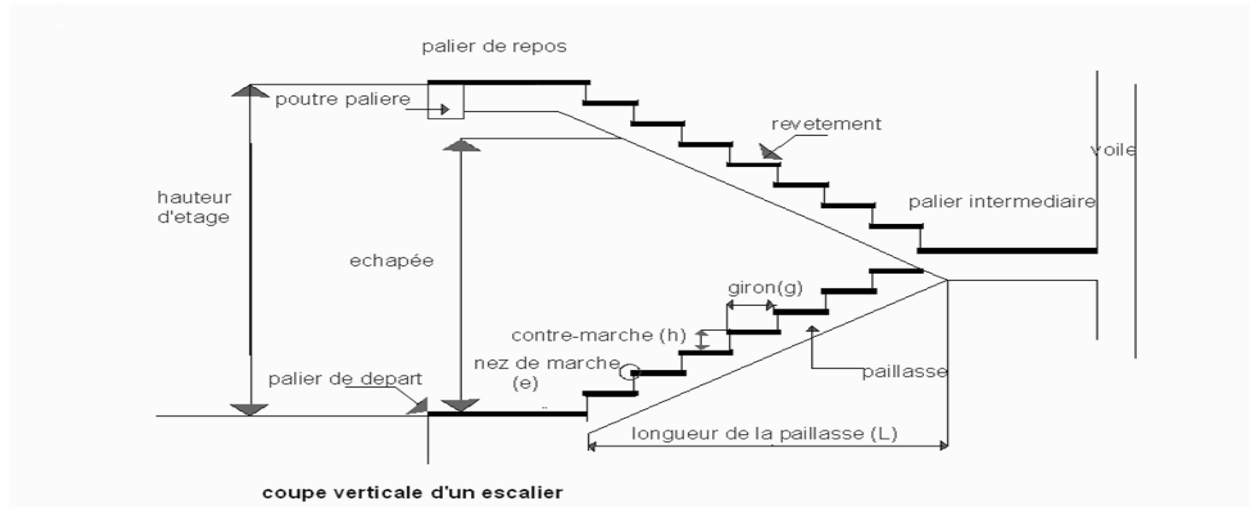 palier de repos
poutre paliere
revetement
voile
hauteur
d'etage
palier intermediaire
echapée
giron(g)
contre-marche (h)
nez de marche
(e)
palier de depart
paillasse
longueur de la paillasse (L)
coupe verticale d'un escalier